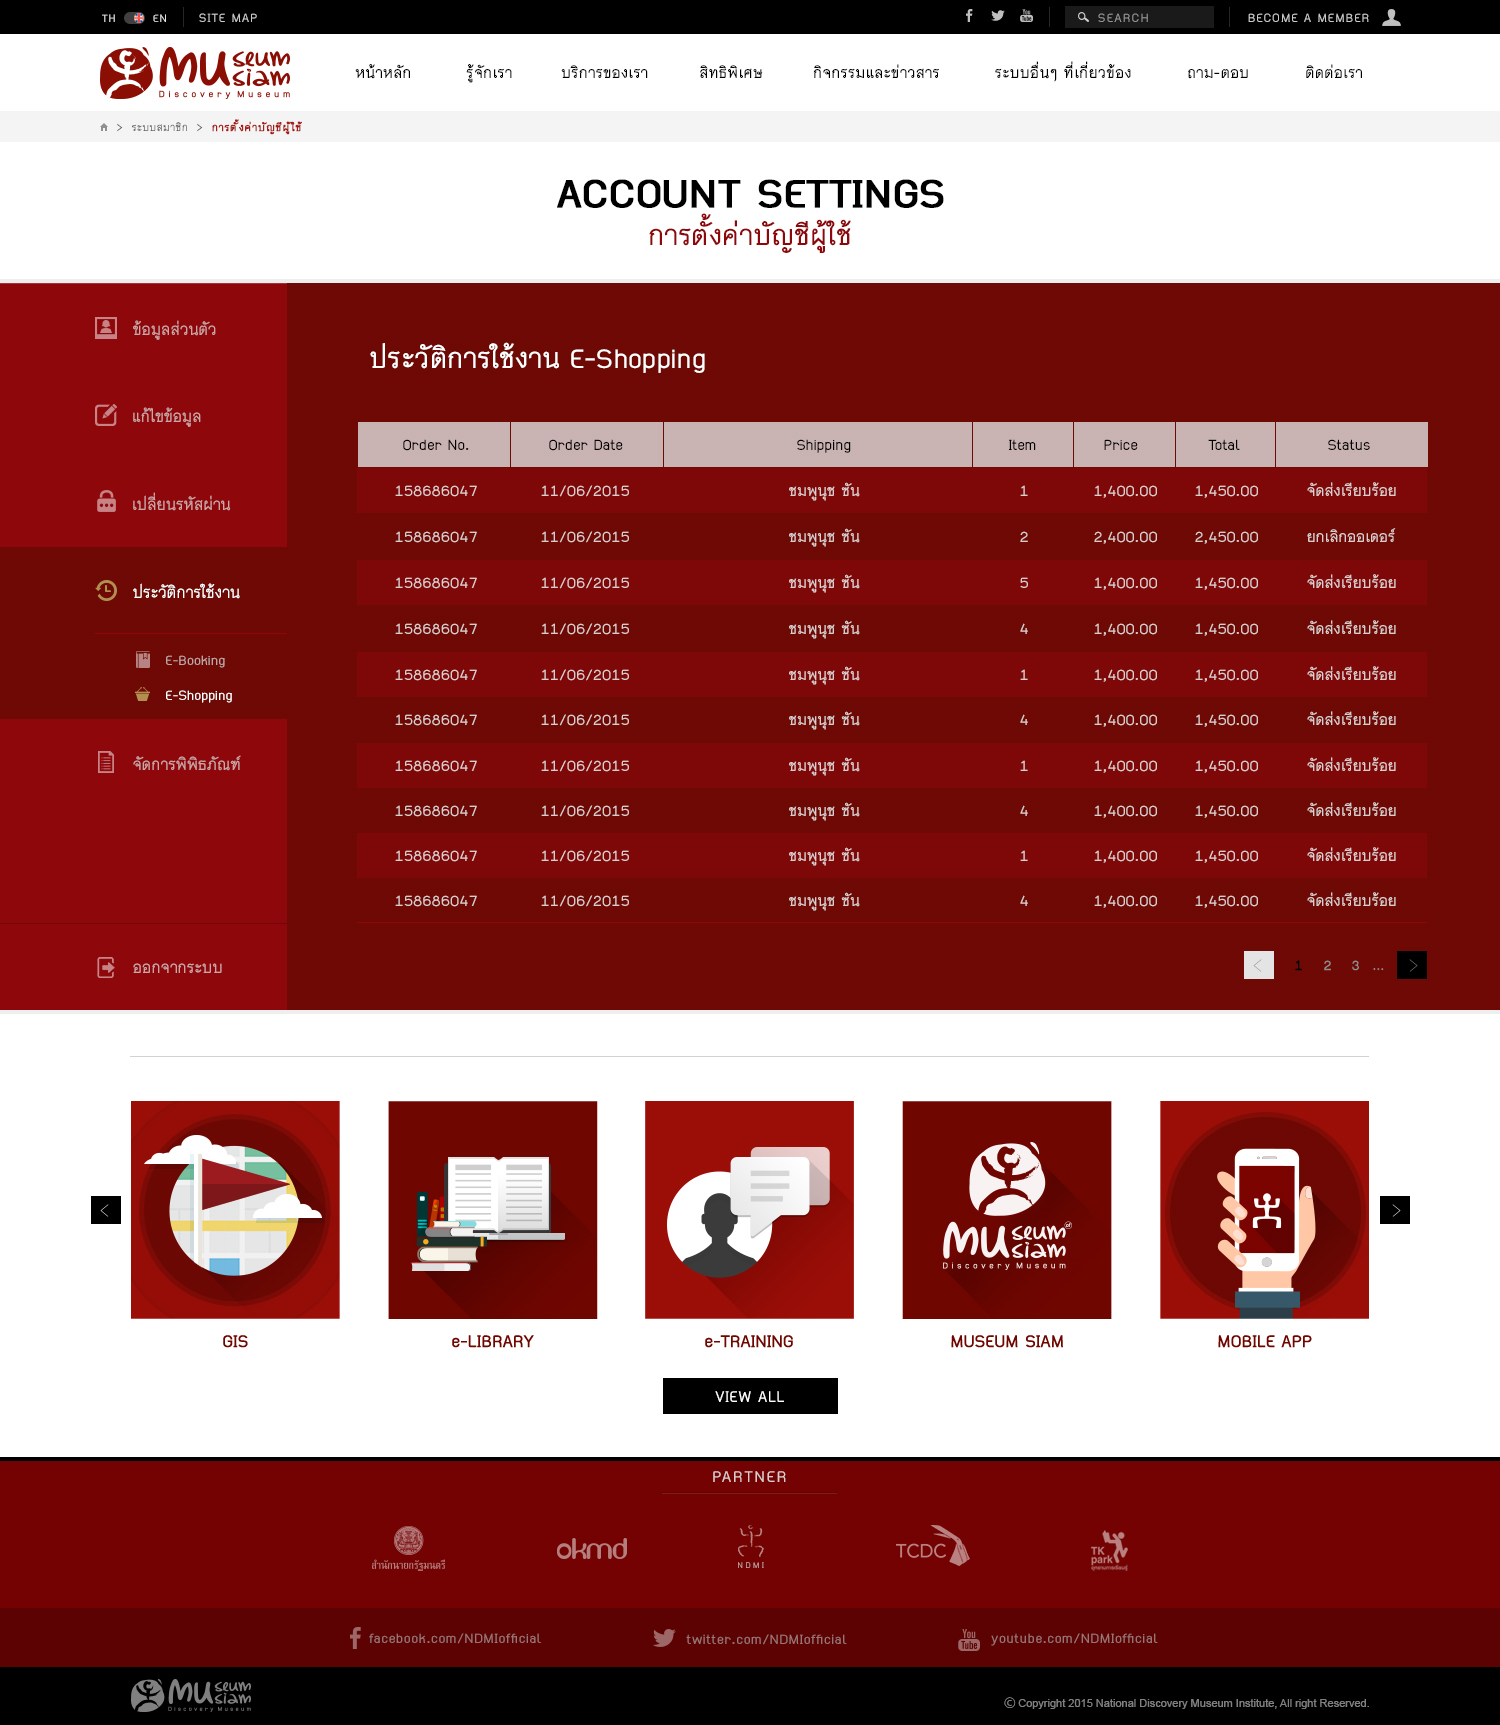 TH EN SITE MAP SEARCH BECOME A MEMBER
MUseum Siam
Discovery Museum
หน้าหลัก รู้จักเรา บริการของเรา สิทธิพิเศษ กิจกรรมและข่าวสาร ระบบอื่นๆ ที่เกี่ยวข้อง ถาม-ตอบ ติดต่อเรา
> ระบบสมาชิก > การตั้งค่าบัญชีผู้ใช้
ACCOUNT SETTINGS
การตั้งค่าบัญชีผู้ใช้
ข้อมูลส่วนตัว
แก้ไขข้อมูล
เปลี่ยนรหัสผ่าน
ประวัติการใช้งาน
E-Booking
E-Shopping
จัดการพิพิธภัณฑ์
ออกจากระบบ
ประวัติการใช้งาน E-Shopping
Order No. Order Date Shipping Item Price Total Status
158686047 11/06/2015 ชมพูนุช ชัน 1 1,400.00 1,450.00 จัดส่งเรียบร้อย
158686047 11/06/2015 ชมพูนุช ชัน 2 2,400.00 2,450.00 ยกเลิกออเดอร์
158686047 11/06/2015 ชมพูนุช ชัน 5 1,400.00 1,450.00 จัดส่งเรียบร้อย
158686047 11/06/2015 ชมพูนุช ชัน 4 1,400.00 1,450.00 จัดส่งเรียบร้อย
158686047 11/06/2015 ชมพูนุช ชัน 1 1,400.00 1,450.00 จัดส่งเรียบร้อย
158686047 11/06/2015 ชมพูนุช ชัน 4 1,400.00 1,450.00 จัดส่งเรียบร้อย
158686047 11/06/2015 ชมพูนุช ชัน 1 1,400.00 1,450.00 จัดส่งเรียบร้อย
158686047 11/06/2015 ชมพูนุช ชัน 4 1,400.00 1,450.00 จัดส่งเรียบร้อย
158686047 11/06/2015 ชมพูนุช ชัน 1 1,400.00 1,450.00 จัดส่งเรียบร้อย
158686047 11/06/2015 ชมพูนุช ชัน 4 1,400.00 1,450.00 จัดส่งเรียบร้อย
< 1 2 3 ... >
MUseum Siam
Discovery Museum
GIS e-LIBRARY e-TRAINING MUSEUM SIAM MOBILE APP
VIEW ALL
PARTNER
สำนักนายกรัฐมนตรี okmd NDMI TCDC TK park
facebook.com/NDMIofficial twitter.com/NDMIofficial You Tube youtube.com/NDMIofficial
MUseum Siam
Discovery Museum
© Copyright 2015 National Discovery Museum Institute, All right Reserved.